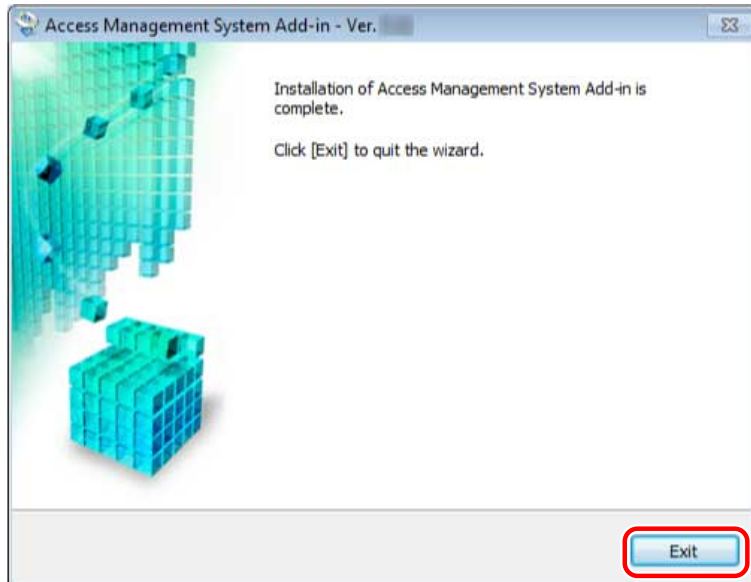 Access Management System Add-in - Ver.
Installation of Access Management System Add-in is
complete.
Click [Exit] to quit the wizard.
Exit